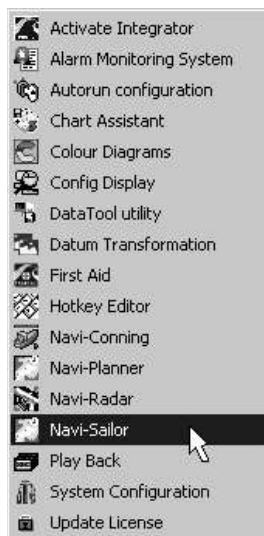 Activate Integrator
Alarm Monitoring System
Autorun configuration
Chart Assistant
Colour Diagrams
Config Display
DataTool utility
Datum Transformation
First Aid
Hotkey Editor
Navi-Conning
Navi-Planner
Navi-Radar
Navi-Sailor
Play Back
System Configuration
Update License